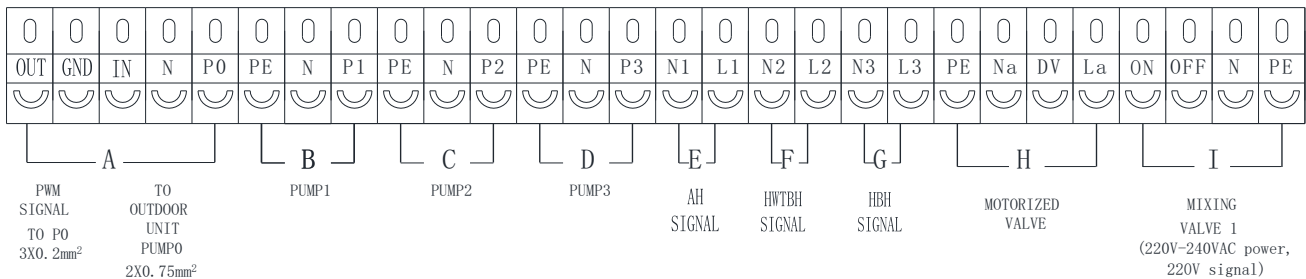 OUT GND IN N P0 PE N P1 PE N P2 PE N P3 N1 L1 N2 L2 N3 L3 PE Na DV La ON OFF N PE
A B C D E F G H I
PWM
SIGNAL
TO P0
3X0.2mm²
TO
OUTDOOR
UNIT
PUMP0
2X0.75mm²
PUMP1
PUMP2
PUMP3
AH
SIGNAL
HWTBH
SIGNAL
HBH
SIGNAL
MOTORIZED
VALVE
MIXING
VALVE 1
(220V-240VAC power,
220V signal)